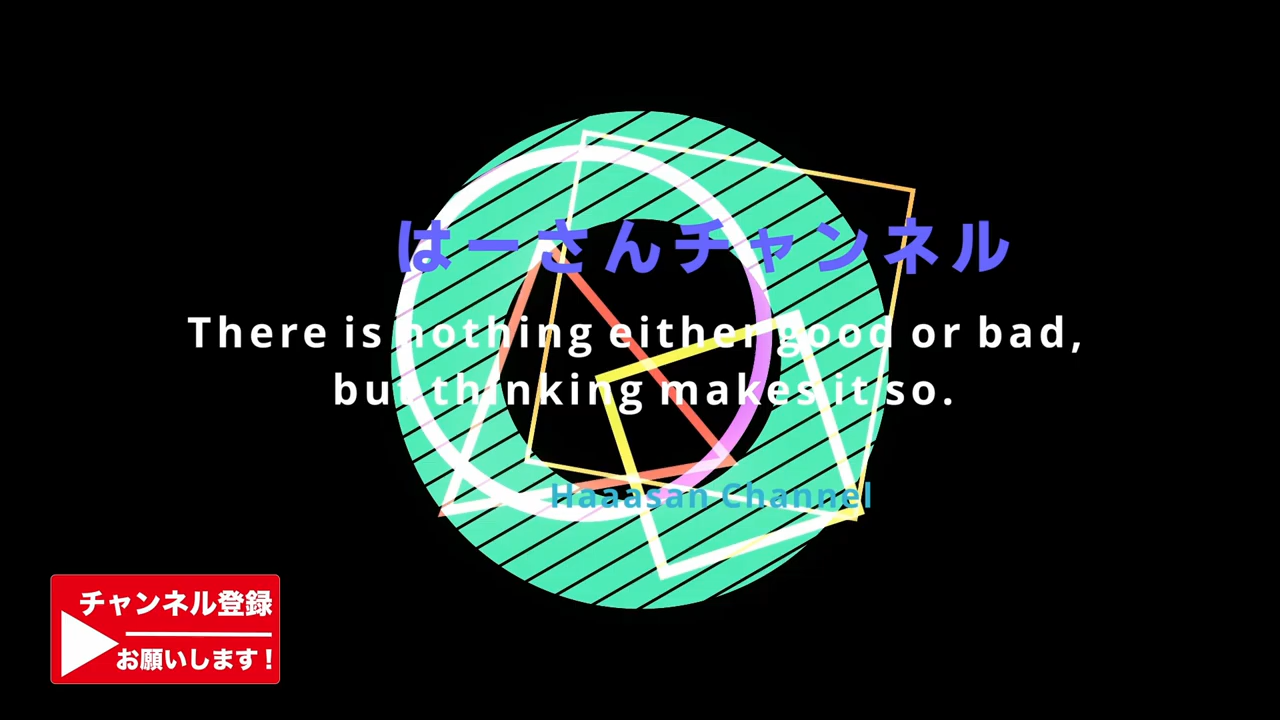 はーさんチャンネル
There is nothing either good or bad,
but thinking makes it so.
Haaasan Channel
チャンネル登録
お願いします!